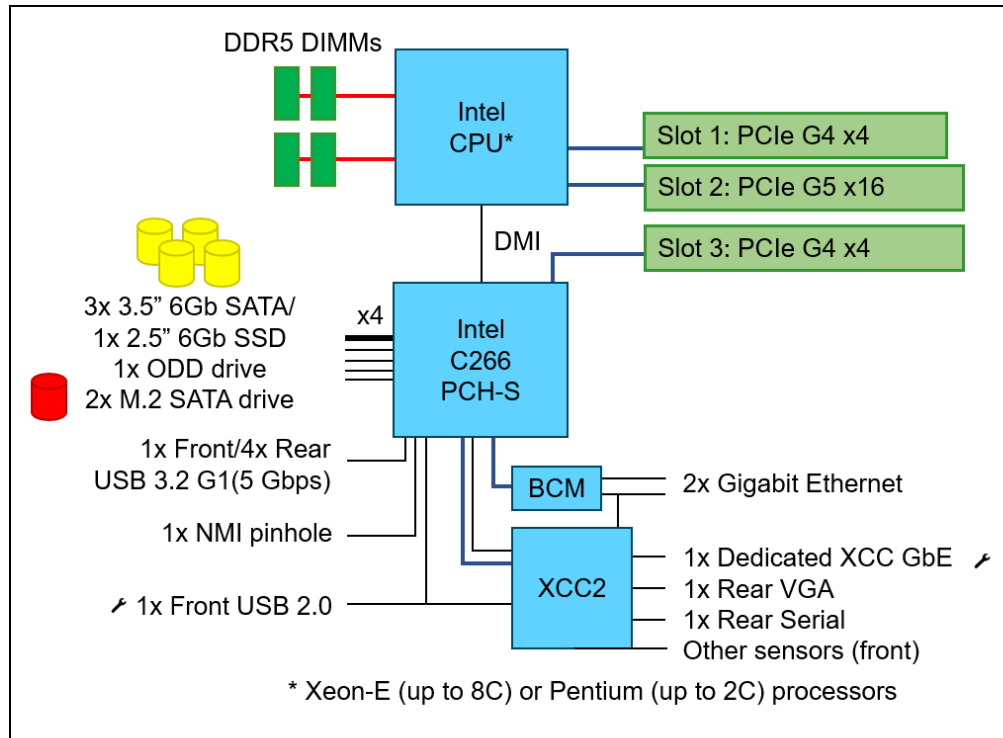 DDR5 DIMMs
Intel
CPU*
Slot 1: PCIe G4 x4
Slot 2: PCIe G5 x16
DMI
Slot 3: PCIe G4 x4
3x 3.5” 6Gb SATA/
1x 2.5” 6Gb SSD
1x ODD drive
2x M.2 SATA drive
x4
Intel
C266
PCH-S
1x Front/4x Rear
USB 3.2 G1(5 Gbps)
BCM
2x Gigabit Ethernet
1x NMI pinhole
XCC2
1x Dedicated XCC GbE
1x Rear VGA
1x Rear Serial
Other sensors (front)
1x Front USB 2.0
* Xeon-E (up to 8C) or Pentium (up to 2C) processors